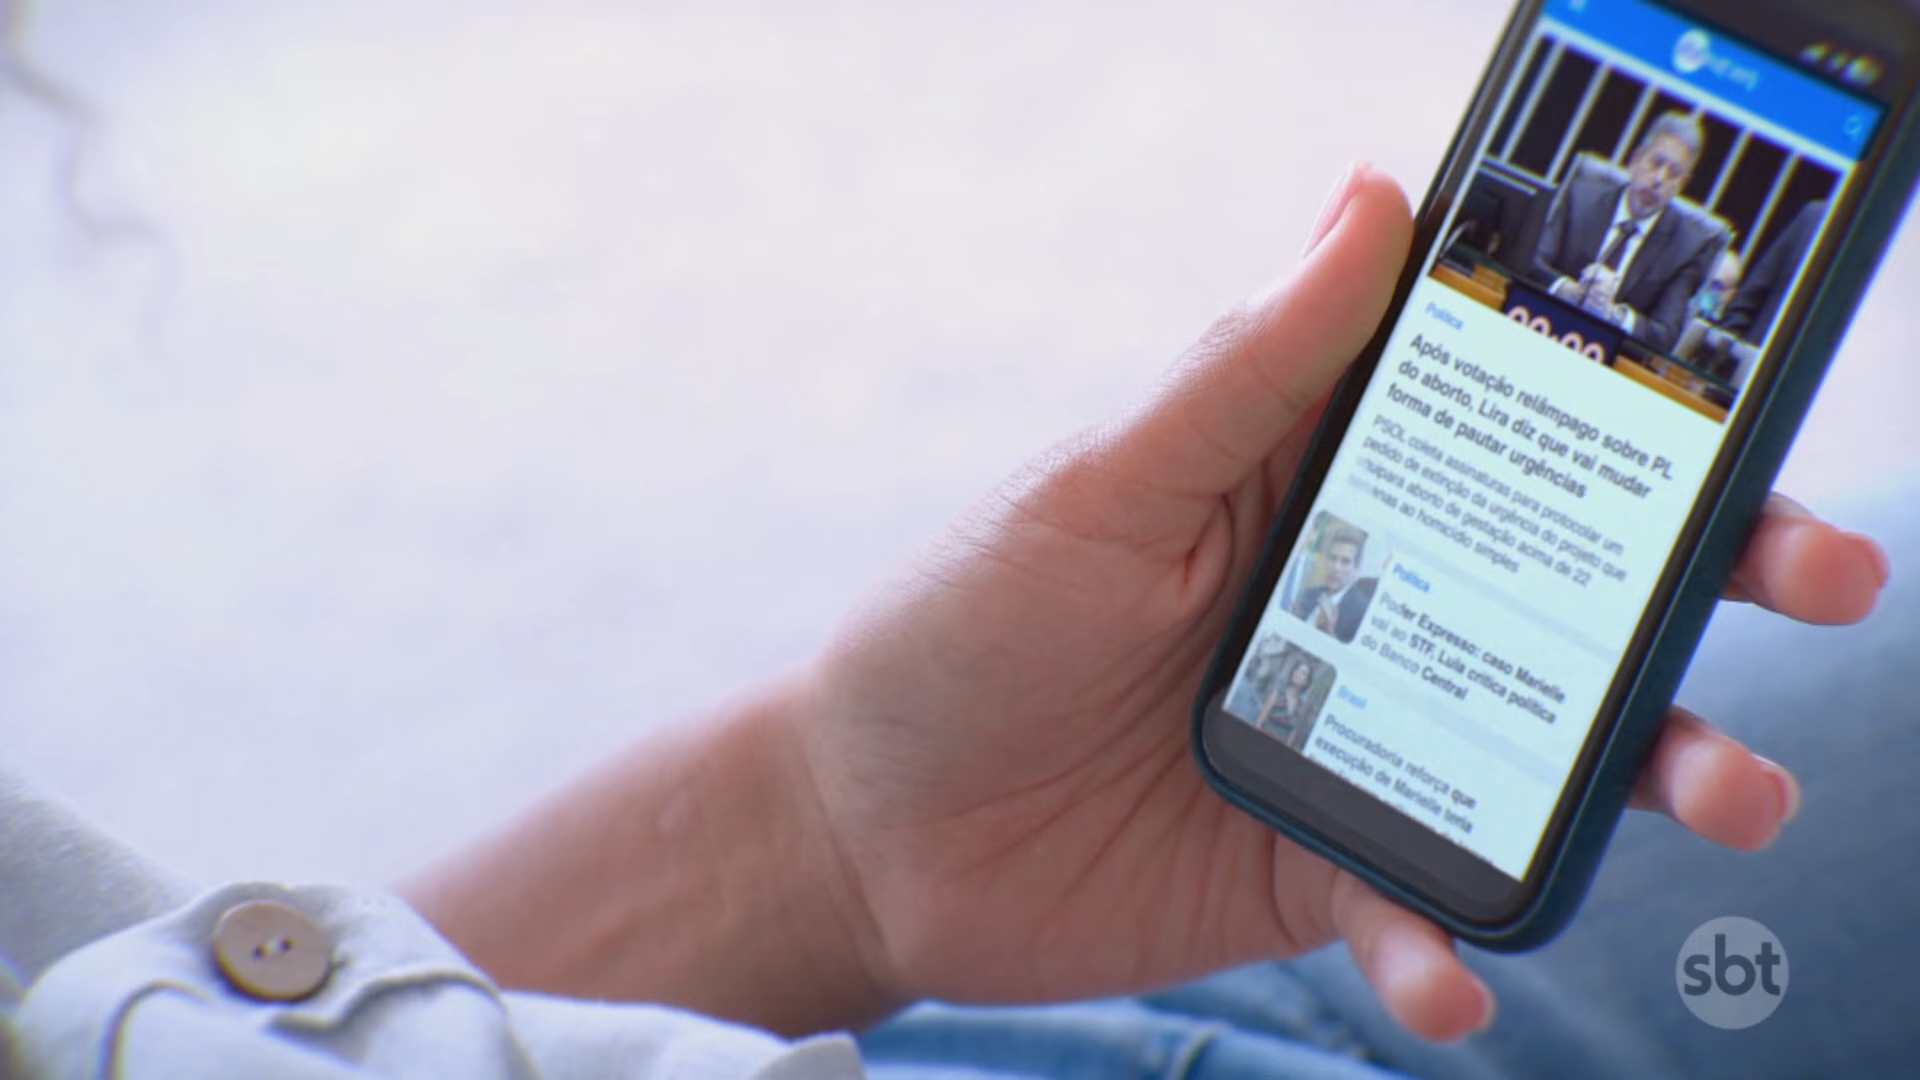 news
00:00
Política
Após votação relâmpago sobre PL
do aborto, Lira diz que vai mudar
forma de pautar urgências
PSOL coleta assinaturas para protocolar um
pedido de extinção da urgência do projeto que
aborto de gestação acima de 22
ao homicídio simples
Política
Poder Expresso: caso Marielle
vai ao STF, Lula critica política
do Banco Central
Brasil
Procuradoria reforça que
execução de Marielle teria
sbt